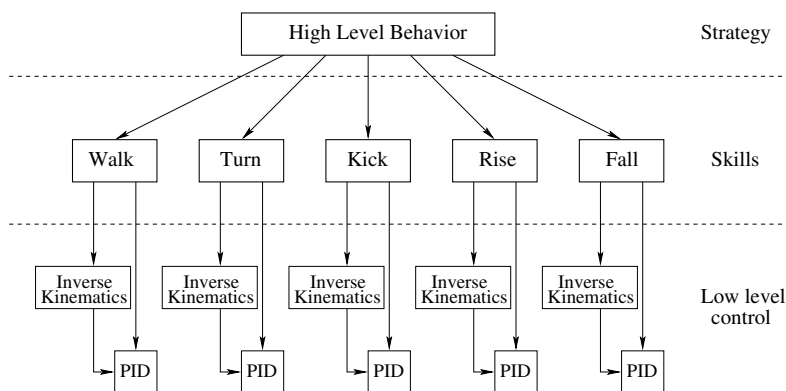 High Level Behavior
Strategy
Walk
Turn
Kick
Rise
Fall
Skills
Inverse
Kinematics
Inverse
Kinematics
Inverse
Kinematics
Inverse
Kinematics
Inverse
Kinematics
Low level
control
PID
PID
PID
PID
PID